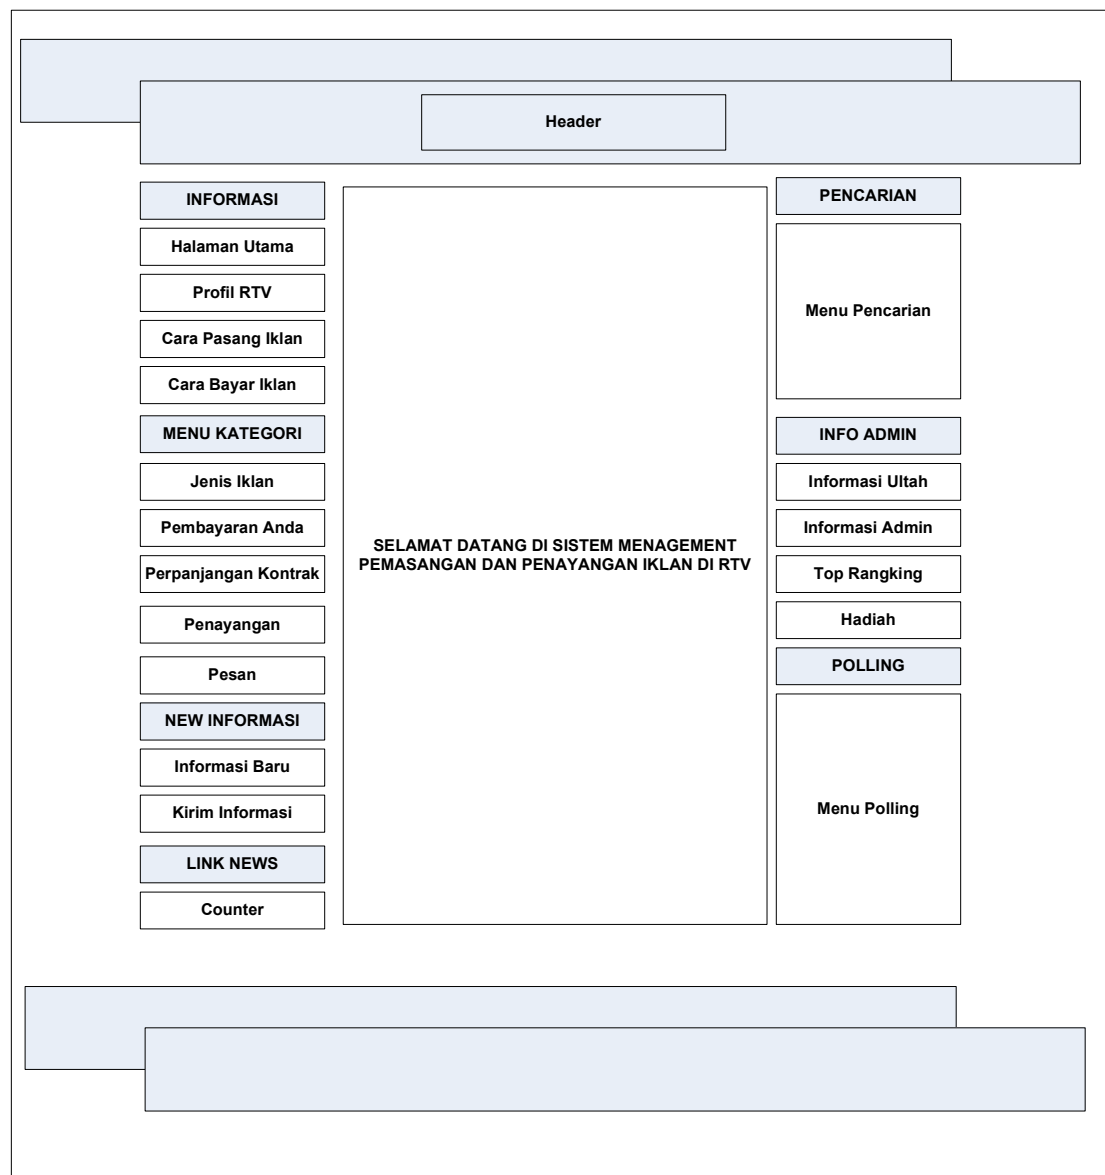 Header
INFORMASI
Halaman Utama
Profil RTV
Cara Pasang Iklan
Cara Bayar Iklan
MENU KATEGORI
Jenis Iklan
Pembayaran Anda
Perpanjangan Kontrak
Penayangan
Pesan
NEW INFORMASI
Informasi Baru
Kirim Informasi
LINK NEWS
Counter
SELAMAT DATANG DI SISTEM MENAGEMENT
PEMASANGAN DAN PENAYANGAN IKLAN DI RTV
PENCARIAN
Menu Pencarian
INFO ADMIN
Informasi Ultah
Informasi Admin
Top Rangking
Hadiah
POLLING
Menu Polling